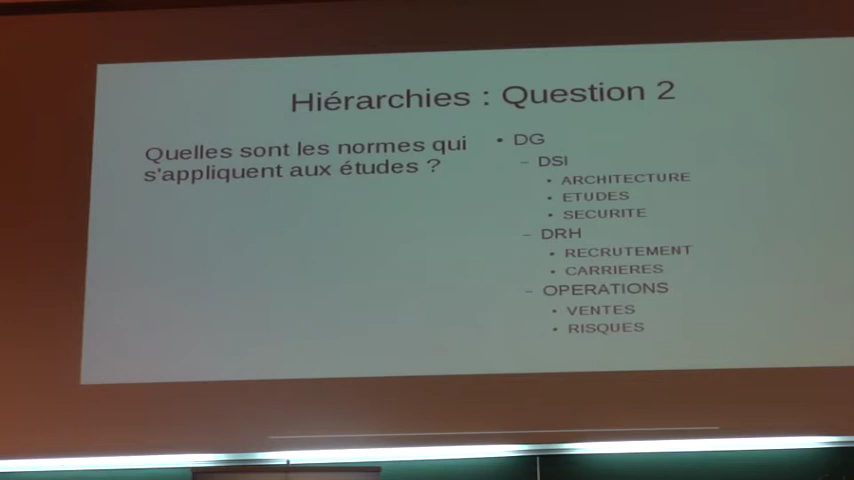 Hiérarchies : Question 2
Quelles sont les normes qui
s'appliquent aux études ?
• DG
– DSI
• ARCHITECTURE
• ETUDES
• SECURITE
– DRH
• RECRUTEMENT
• CARRIERES
– OPERATIONS
• VENTES
• RISQUES